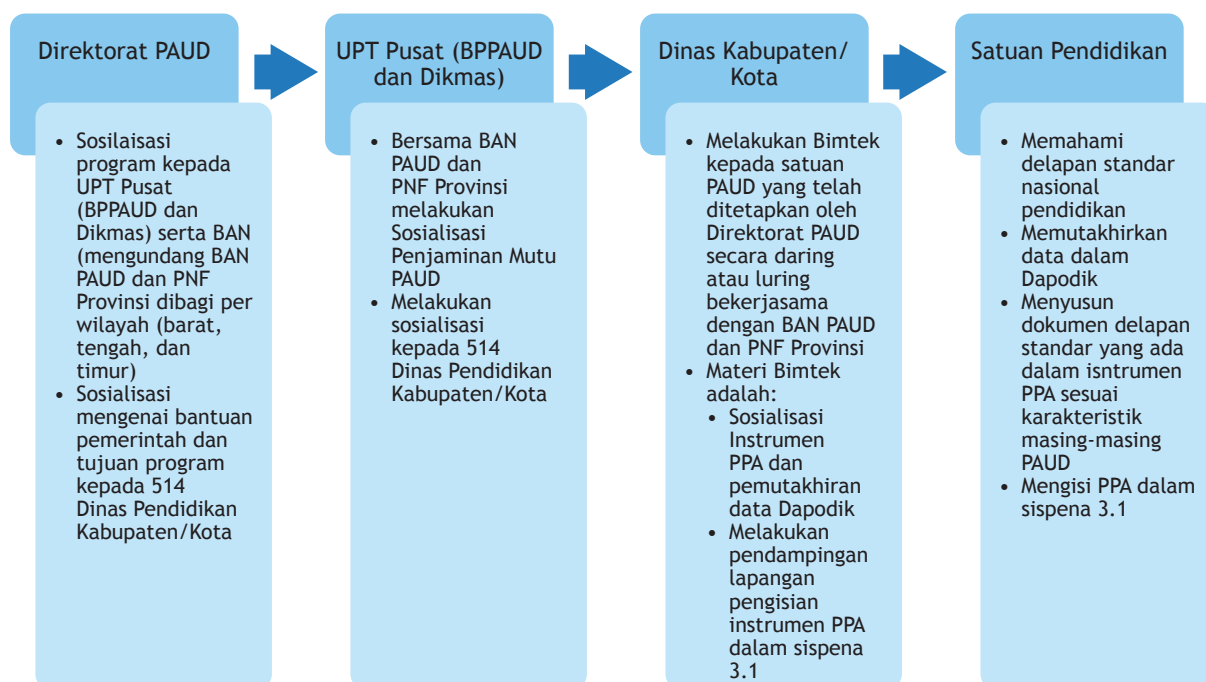 Direktorat PAUD
• Sosilaisasi
program kepada
UPT Pusat
(BPPAUD dan
Dikmas) serta BAN
(mengundang BAN
PAUD dan PNF
Provinsi dibagi per
wilayah (barat,
tengah, dan
timur)
• Sosialisasi
mengenai bantuan
pemerintah dan
tujuan program
kepada 514
Dinas Pendidikan
Kabupaten/Kota
UPT Pusat (BPPAUD
dan Dikmas)
• Bersama BAN
PAUD dan
PNF Provinsi
melakukan
Sosialisasi
Penjaminan Mutu
PAUD
• Melakukan
sosialisasi
kepada 514
Dinas Pendidikan
Kabupaten/Kota
Dinas Kabupaten/
Kota
• Melakukan Bimtek
kepada satuan
PAUD yang telah
ditetapkan oleh
Direktorat PAUD
secara daring
atau luring
bekerjasama
dengan BAN PAUD
dan PNF Provinsi
• Materi Bimtek
adalah:
• Sosialisasi
Instrumen
PPA dan
pemutakhiran
data Dapodik
• Melakukan
pendampingan
lapangan
pengisian
instrumen PPA
dalam sispena
3.1
Satuan Pendidikan
• Memahami
delapan standar
nasional
pendidikan
• Memutakhirkan
data dalam
Dapodik
• Menyusun
dokumen delapan
standar yang ada
dalam isntrumen
PPA sesuai
karakteristik
masing-masing
PAUD
• Mengisi PPA dalam
sispena 3.1